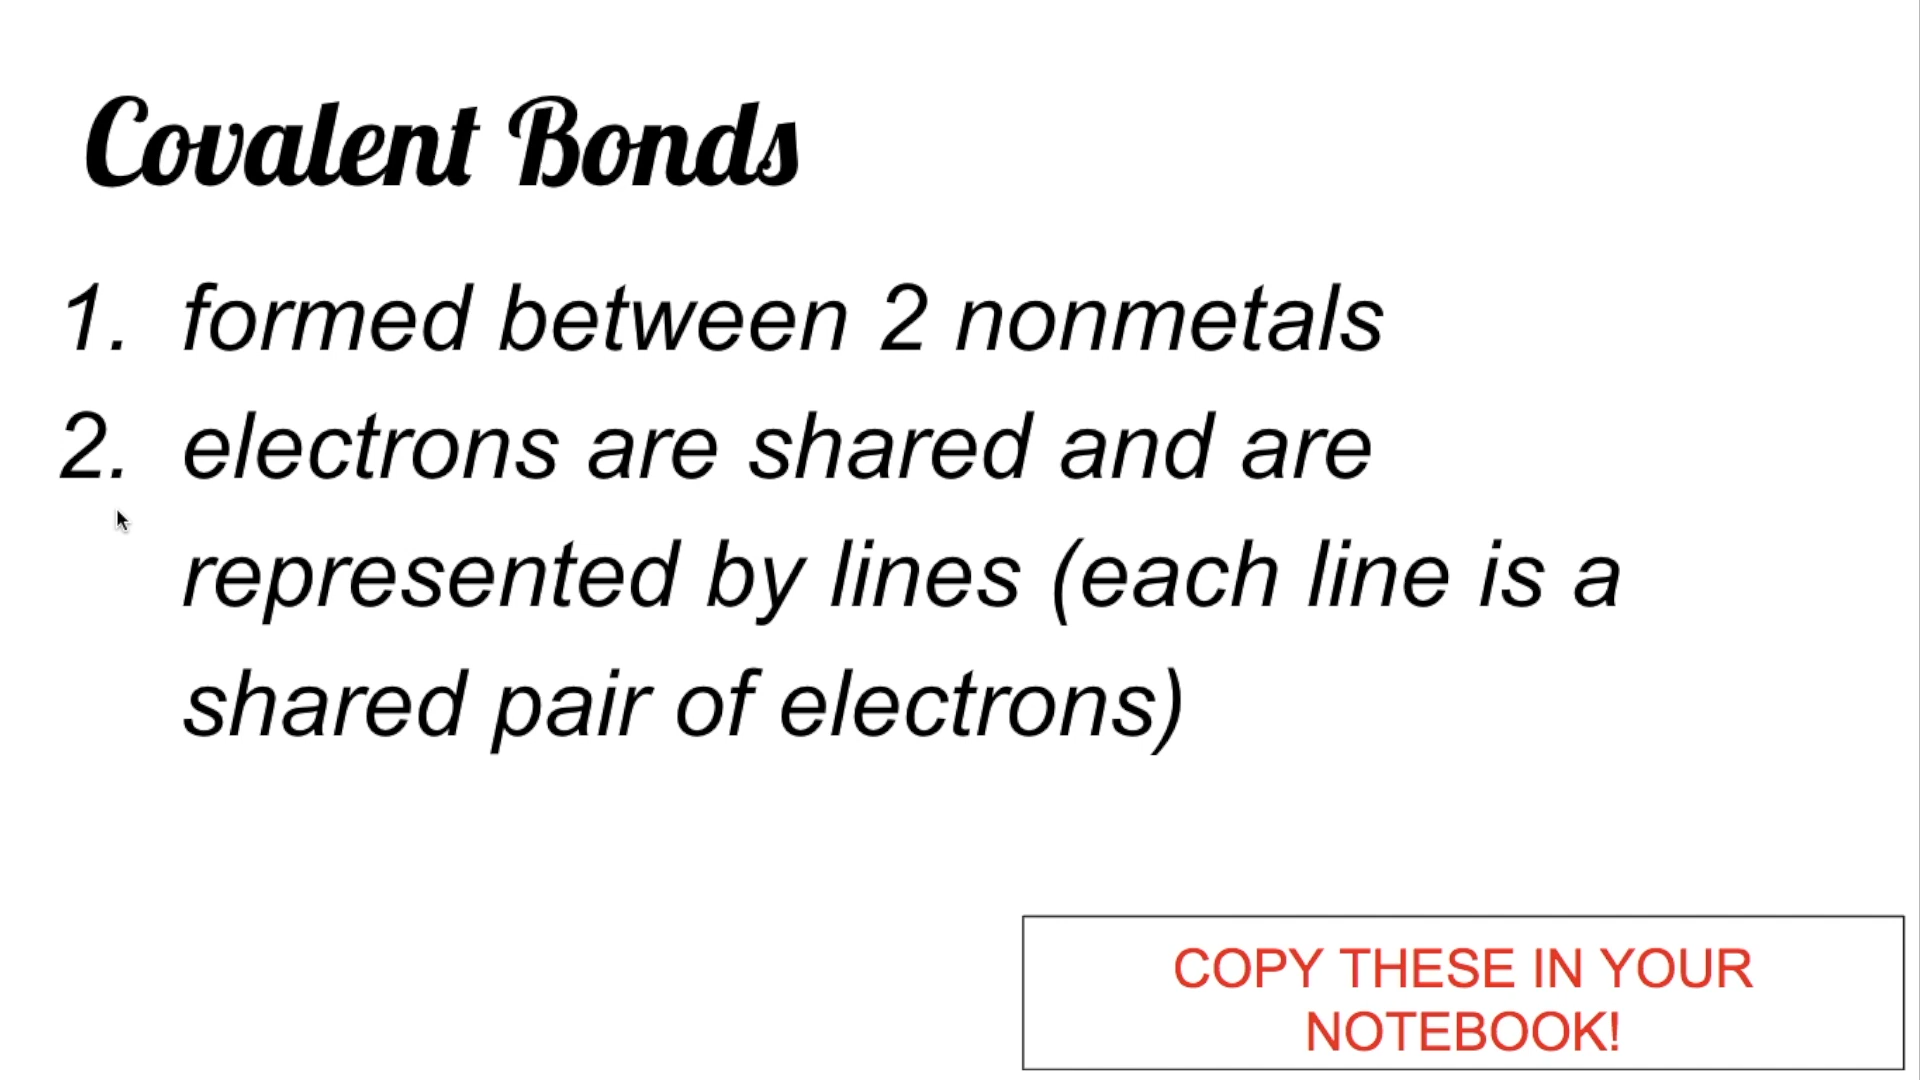 Covalent Bonds
1. formed between 2 nonmetals
2. electrons are shared and are
represented by lines (each line is a
shared pair of electrons)
COPY THESE IN YOUR
NOTEBOOK!